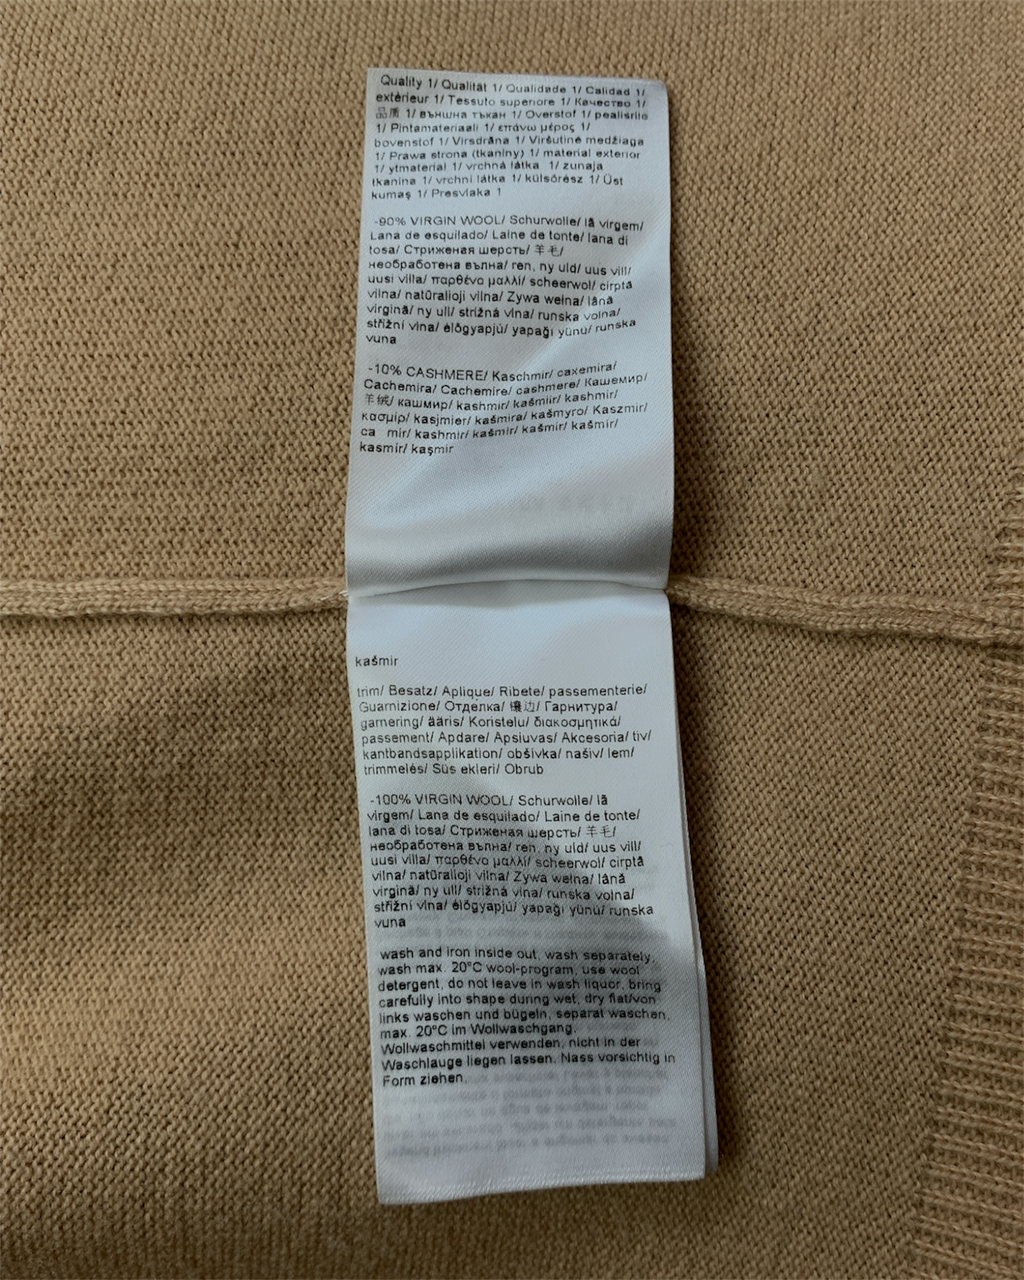 Quality 1/ Qualität 1/ Qualidade 1/ Calidad 1/
extérieur 1/ Tessuto superiore 1/ Качество 1/
品质 1/ външна тъкан 1/ Overstof 1/ pealisriie
1/ Pintamateriaali 1/ επάνω μέρος 1/
bovenstof 1/ Virsdrāna 1/ Viršutinė medžiaga
1/ Prawa strona (tkaniny) 1/ material exterior
1/ ytmaterial 1/ vrchná látka 1/ zunaja
tkanina 1/ vrchní látka 1/ külsőrész 1/ Üst
kumaş 1/ Presvlaka 1
-90% VIRGIN WOOL/ Schurwolle/ lã virgem/
Lana de esquilado/ Laine de tonte/ lana di
tosa/ Стриженая шерсть/ 羊毛/
необработена вълна/ ren, ny uld/ uus vill/
uusi villa/ παρθένο μαλλί/ scheerwol/ cirptā
vilna/ natūralioji vilna/ Zywa wełna/ lână
virgină/ ny ull/ strižná vlna/ runska volna/
střižní vlna/ élőgyapjú/ yapağı yünü/ runska
vuna
-10% CASHMERE/ Kaschmir/ caxemira/
Cachemira/ Cachemire/ cashmere/ Кашемир/
羊绒/ кашмир/ kashmir/ kašmiir/ kashmir/
κασμίρ/ kasjmier/ kašmira/ kašmyro/ Kaszmir/
ca mir/ kashmir/ kašmír/ kašmir/ kašmír/
kasmír/ kaşmir
kašmir
trim/ Besatz/ Aplique/ Ribete/ passementerie/
Guarnizione/ Отделка/ 镶边/ Гарнитура/
garnering/ ääris/ Koristelu/ διακοσμητικά/
passement/ Apdare/ Apsiuvas/ Akcesoria/ tiv/
kantbandsapplikation/ obšívka/ našiv/ lem/
trimmelés/ Süs ekleri/ Obrub
-100% VIRGIN WOOL/ Schurwolle/ lã
virgem/ Lana de esquilado/ Laine de tonte/
lana di tosa/ Стриженая шерсть/ 羊毛/
необработена вълна/ ren, ny uld/ uus vill/
uusi villa/ παρθένο μαλλί/ scheerwol/ cirptā
vilna/ natūralioji vilna/ Zywa wełna/ lână
virgină/ ny ull/ strižná vlna/ runska volna/
střižní vlna/ élőgyapjú/ yapağı yünü/ runska
vuna
wash and iron inside out, wash separately,
wash max. 20°C wool-program, use wool
detergent, do not leave in wash liquor, bring
carefully into shape during wet, dry flat/von
links waschen und bügeln, separat waschen,
max. 20°C im Wollwaschgang.
Wollwaschmittel verwenden, nicht in der
Waschlauge liegen lassen. Nass vorsichtig in
Form ziehen.